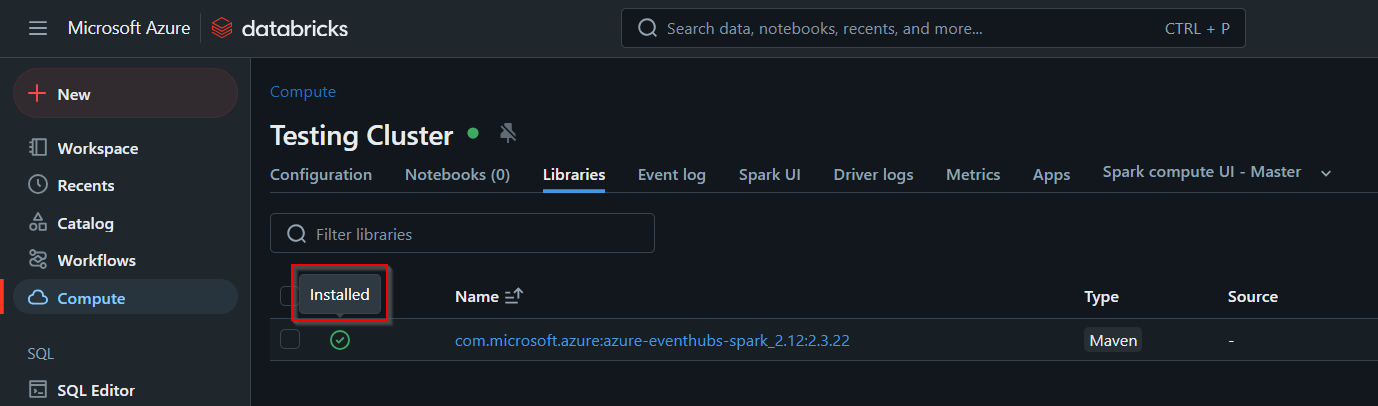 Microsoft Azure databricks Search data, notebooks, recents, and more... CTRL + P
New
Workspace
Recents
Catalog
Workflows
Compute
SQL
SQL Editor
Compute
Testing Cluster
Configuration Notebooks (0) Libraries Event log Spark UI Driver logs Metrics Apps Spark compute UI - Master
Filter libraries
Installed
Name Type Source
com.microsoft.azure:azure-eventhubs-spark_2.12:2.3.22 Maven -